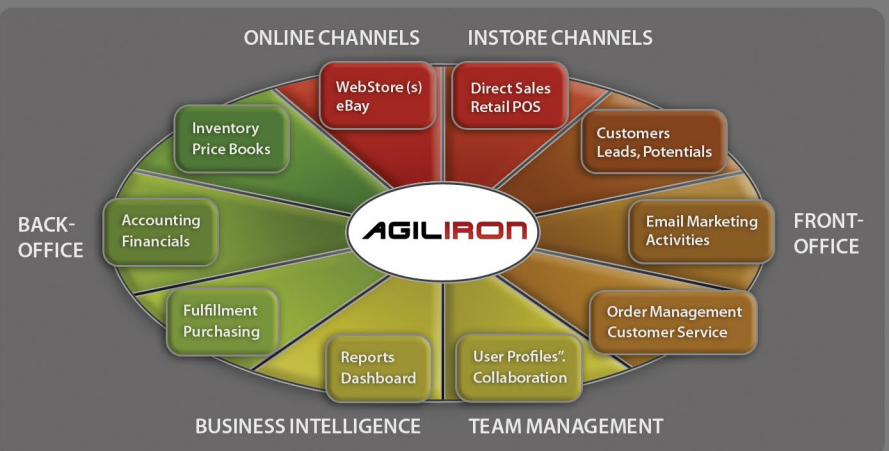 ONLINE CHANNELS
INSTORE CHANNELS
WebStore (s)
eBay
Direct Sales
Retail POS
Inventory
Price Books
Customers
Leads, Potentials
BACK-
OFFICE
Accounting
Financials
AGILIRON
Email Marketing
Activities
FRONT-
OFFICE
Fulfillment
Purchasing
Order Management
Customer Service
Reports
Dashboard
User Profiles”.
Collaboration
BUSINESS INTELLIGENCE
TEAM MANAGEMENT